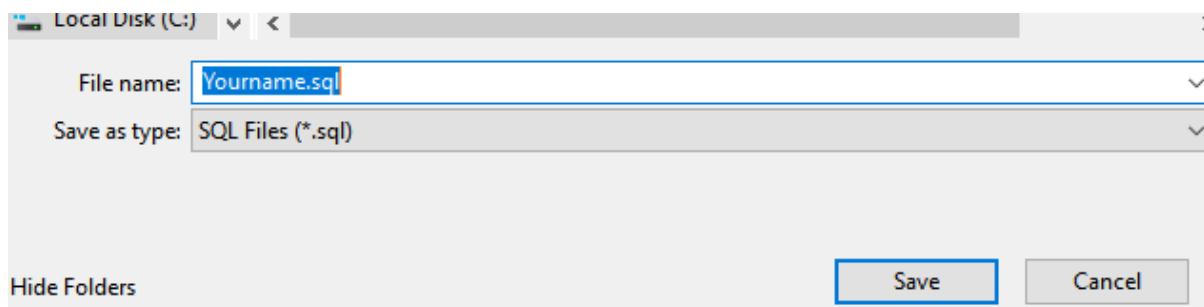 Local Disk (C:)
File name: Yourname.sql
Save as type: SQL Files (*.sql)
Hide Folders
Save
Cancel